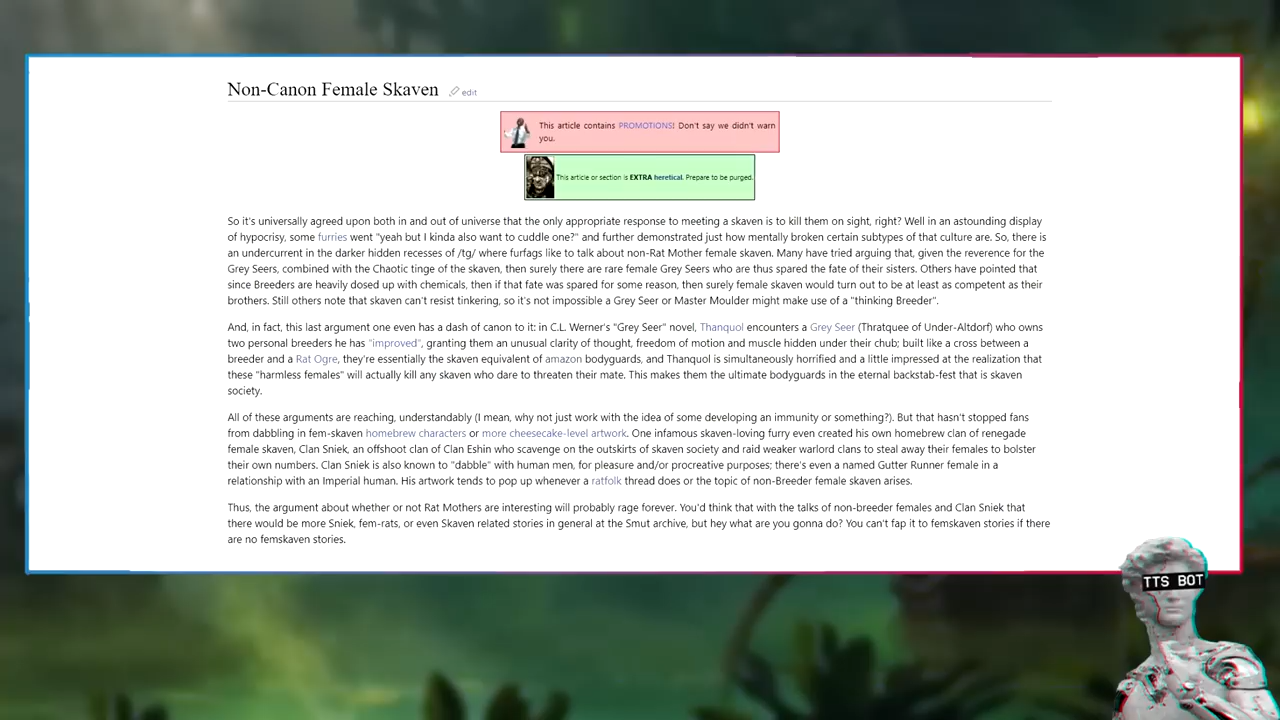 Non-Canon Female Skaven edit
This article contains PROMOTIONS! Don't say we didn't warn
you.
This article or section is EXTRA heretical. Prepare to be purged.
So it's universally agreed upon both in and out of universe that the only appropriate response to meeting a skaven is to kill them on sight, right? Well in an astounding display
of hypocrisy, some furries went "yeah but I kinda also want to cuddle one?" and further demonstrated just how mentally broken certain subtypes of that culture are. So, there is
an undercurrent in the darker hidden recesses of /tg/ where furfags like to talk about non-Rat Mother female skaven. Many have tried arguing that, given the reverence for the
Grey Seers, combined with the Chaotic tinge of the skaven, then surely there are rare female Grey Seers who are thus spared the fate of their sisters. Others have pointed that
since Breeders are heavily dosed up with chemicals, then if that fate was spared for some reason, then surely female skaven would turn out to be at least as competent as their
brothers. Still others note that skaven can't resist tinkering, so it's not impossible a Grey Seer or Master Moulder might make use of a "thinking Breeder".
And, in fact, this last argument one even has a dash of canon to it: in C.L. Werner's "Grey Seer" novel, Thanquol encounters a Grey Seer (Thratquee of Under-Altdorf) who owns
two personal breeders he has "improved", granting them an unusual clarity of thought, freedom of motion and muscle hidden under their chub; built like a cross between a
breeder and a Rat Ogre, they're essentially the skaven equivalent of amazon bodyguards, and Thanquol is simultaneously horrified and a little impressed at the realization that
these "harmless females" will actually kill any skaven who dare to threaten their mate. This makes them the ultimate bodyguards in the eternal backstab-fest that is skaven
society.
All of these arguments are reaching, understandably (I mean, why not just work with the idea of some developing an immunity or something?). But that hasn't stopped fans
from dabbling in fem-skaven homebrew characters or more cheesecake-level artwork. One infamous skaven-loving furry even created his own homebrew clan of renegade
female skaven, Clan Sniek, an offshoot clan of Clan Eshin who scavenge on the outskirts of skaven society and raid weaker warlord clans to steal away their females to bolster
their own numbers. Clan Sniek is also known to "dabble" with human men, for pleasure and/or procreative purposes; there's even a named Gutter Runner female in a
relationship with an Imperial human. His artwork tends to pop up whenever a ratfolk thread does or the topic of non-Breeder female skaven arises.
Thus, the argument about whether or not Rat Mothers are interesting will probably rage forever. You'd think that with the talks of non-breeder females and Clan Sniek that
there would be more Sniek, fem-rats, or even Skaven related stories in general at the Smut archive, but hey what are you gonna do? You can't fap it to femskaven stories if there
are no femskaven stories.
TTS BOT